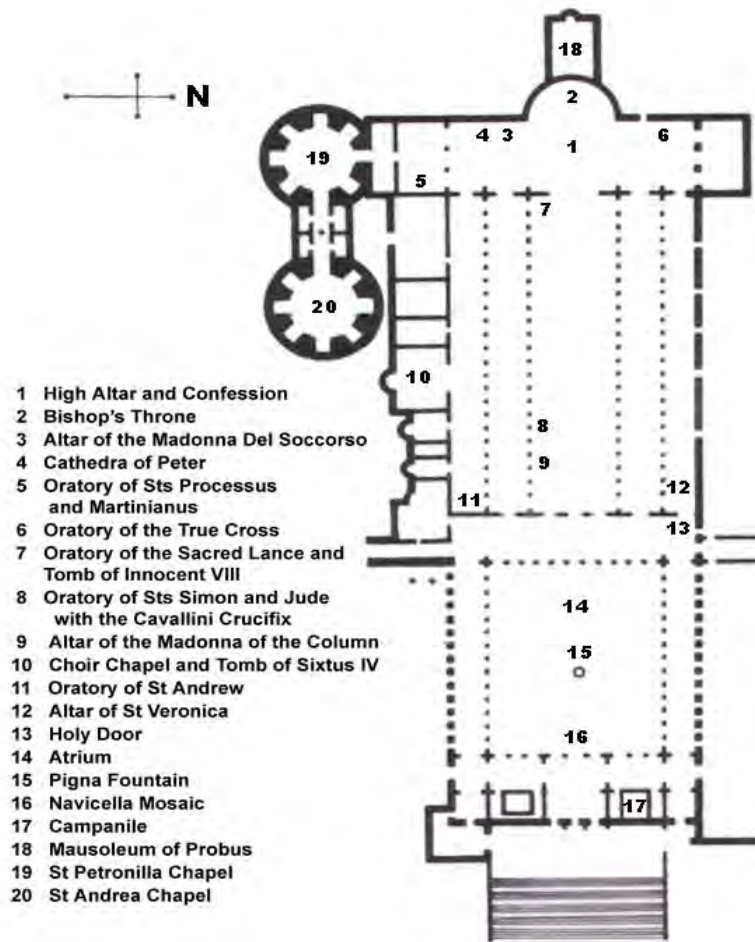 18
N
2
4 3 1 6
19
5
7
20
10
8
9
11 12
13
14
15
16
17
1 High Altar and Confession
2 Bishop's Throne
3 Altar of the Madonna Del Soccorso
4 Cathedra of Peter
5 Oratory of Sts Processus
and Martinianus
6 Oratory of the True Cross
7 Oratory of the Sacred Lance and
Tomb of Innocent VIII
8 Oratory of Sts Simon and Jude
with the Cavallini Crucifix
9 Altar of the Madonna of the Column
10 Choir Chapel and Tomb of Sixtus IV
11 Oratory of St Andrew
12 Altar of St Veronica
13 Holy Door
14 Atrium
15 Pigna Fountain
16 Navicella Mosaic
17 Campanile
18 Mausoleum of Probus
19 St Petronilla Chapel
20 St Andrea Chapel